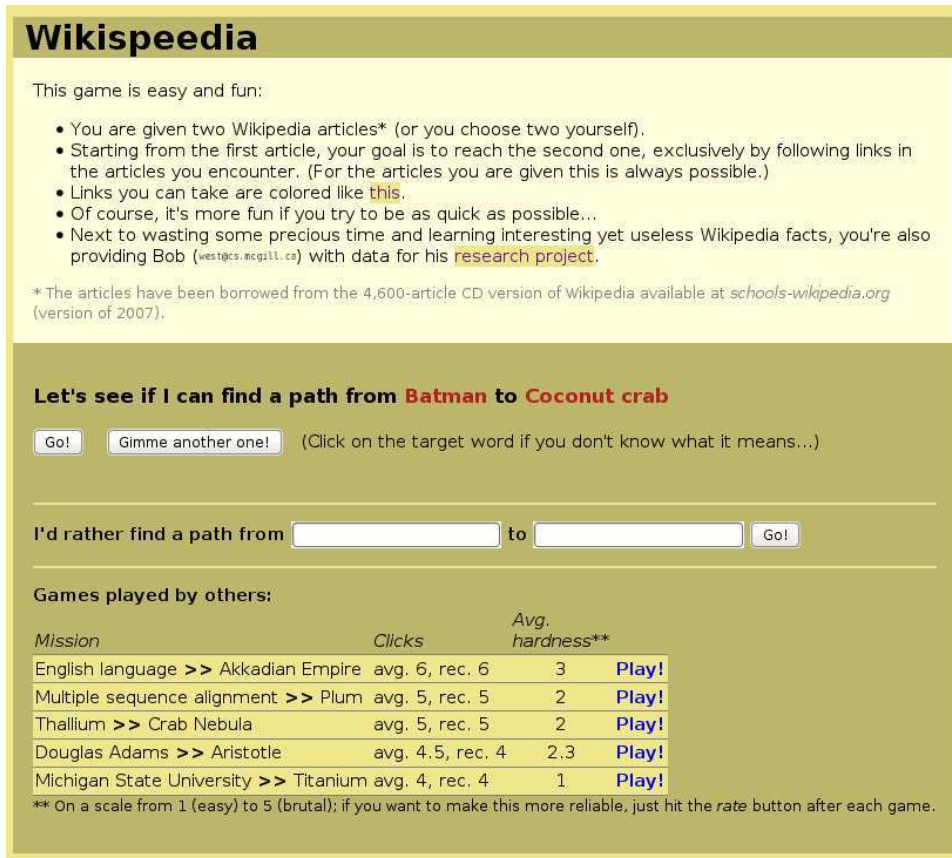 Wikispeedia
This game is easy and fun:
• You are given two Wikipedia articles* (or you choose two yourself).
• Starting from the first article, your goal is to reach the second one, exclusively by following links in
the articles you encounter. (For the articles you are given this is always possible.)
• Links you can take are colored like this.
• Of course, it's more fun if you try to be as quick as possible...
• Next to wasting some precious time and learning interesting yet useless Wikipedia facts, you're also
providing Bob (west@cs.mcgill.ca) with data for his research project.
* The articles have been borrowed from the 4,600-article CD version of Wikipedia available at schools-wikipedia.org
(version of 2007).
Let's see if I can find a path from Batman to Coconut crab
Go! Gimme another one! (Click on the target word if you don't know what it means...)
I'd rather find a path from to Go!
Games played by others:
Mission Clicks Avg.
hardness**
English language >> Akkadian Empire avg. 6, rec. 6 3 Play!
Multiple sequence alignment >> Plum avg. 5, rec. 5 2 Play!
Thallium >> Crab Nebula avg. 5, rec. 5 2 Play!
Douglas Adams >> Aristotle avg. 4.5, rec. 4 2.3 Play!
Michigan State University >> Titanium avg. 4, rec. 4 1 Play!
** On a scale from 1 (easy) to 5 (brutal); if you want to make this more reliable, just hit the rate button after each game.